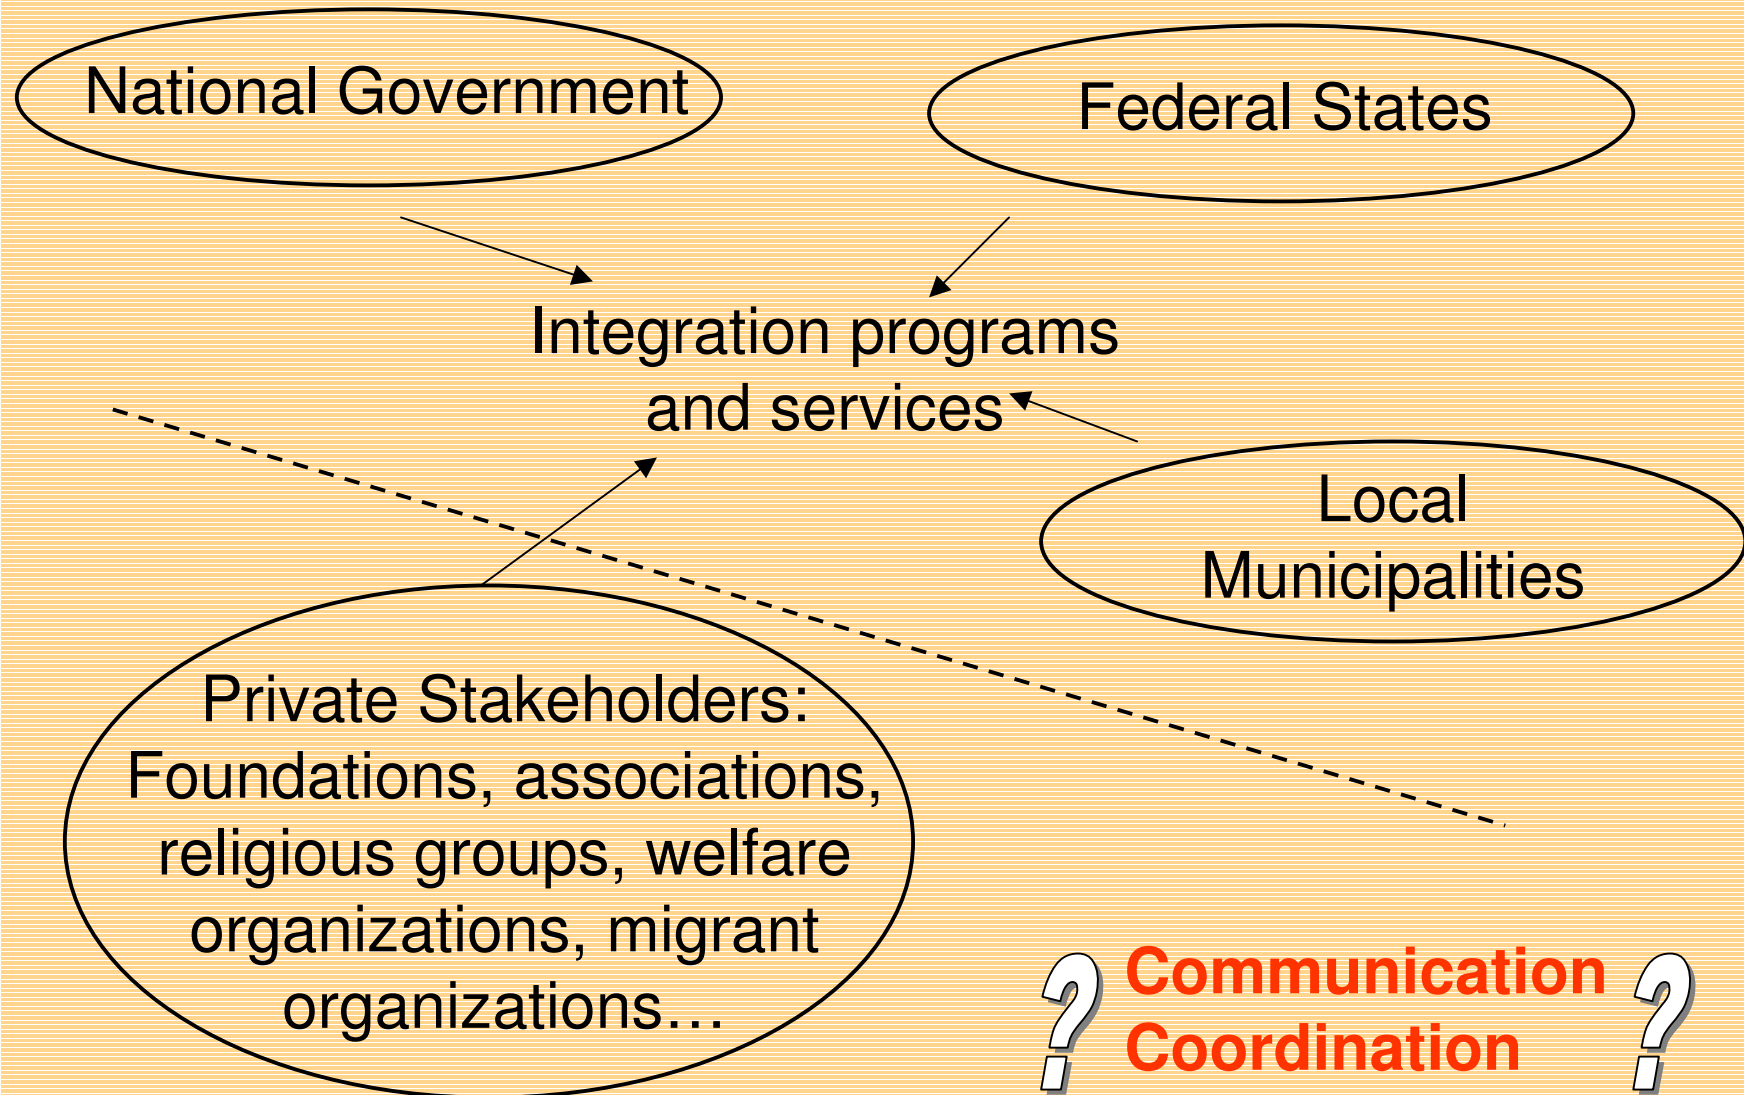 National Government
Federal States
Integration programs
and services
Local
Municipalities
Private Stakeholders:
Foundations, associations,
religious groups, welfare
organizations, migrant
organizations…
? Communication ?
Coordination